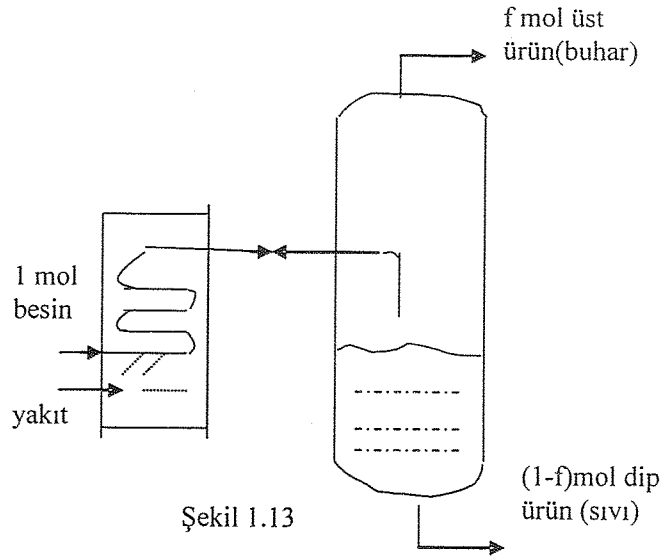 f mol üst
ürün(buhar)
1 mol
besin
yakıt
(1-f)mol dip
ürün (sıvı)
Şekil 1.13